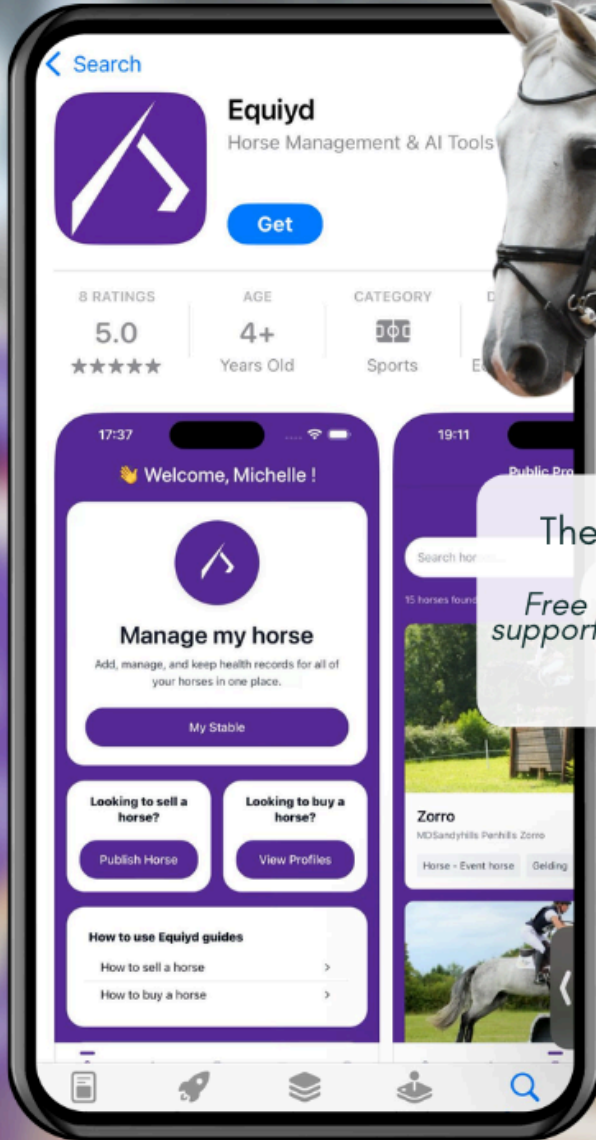 Search
Equiyd
Horse Management & AI Tools
Get
8 RATINGS
AGE
CATEGORY
5.0
4+
Years Old
Sports
17:37
👋 Welcome, Michelle !
Manage my horse
Add, manage, and keep health records for all of
your horses in one place.
My Stable
Looking to sell a
horse?
Publish Horse
Looking to buy a
horse?
View Profiles
How to use Equiyd guides
How to sell a horse
How to buy a horse
19:11
Public
Search
15 horses found
The
Free
support
Zorro
MDSandyhills Penhills Zorro
Horse - Event horse
Gelding